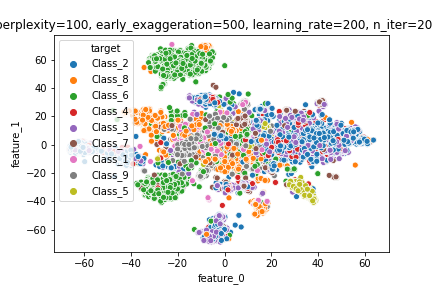 perplexity=100, early_exaggeration=500, learning_rate=200, n_iter=20
target
Class_2
Class_8
Class_6
Class_4
Class_3
Class_7
Class_1
Class_9
Class_5
feature_1
60
40
20
0
−20
−40
−60
−60 −40 −20 0 20 40 60
feature_0